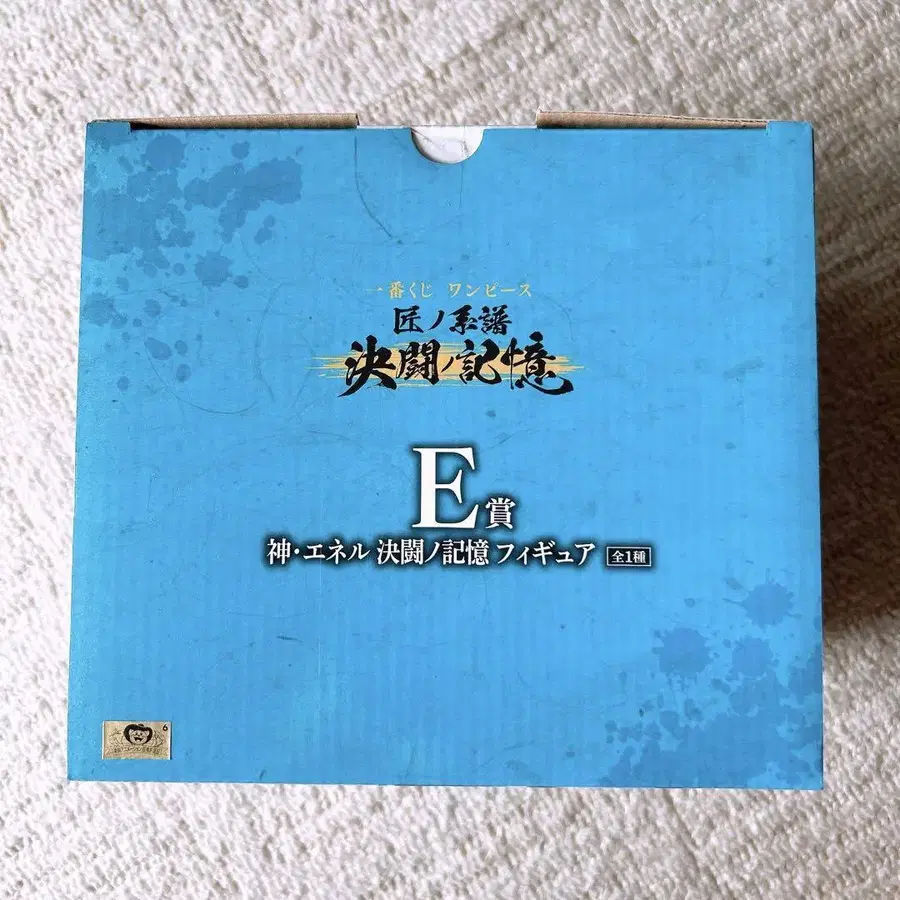 一番くじ ワンピース
匠ノ系譜
決闘ノ記憶
E賞
神・エネル 決闘ノ記憶 フィギュア 全1種
6